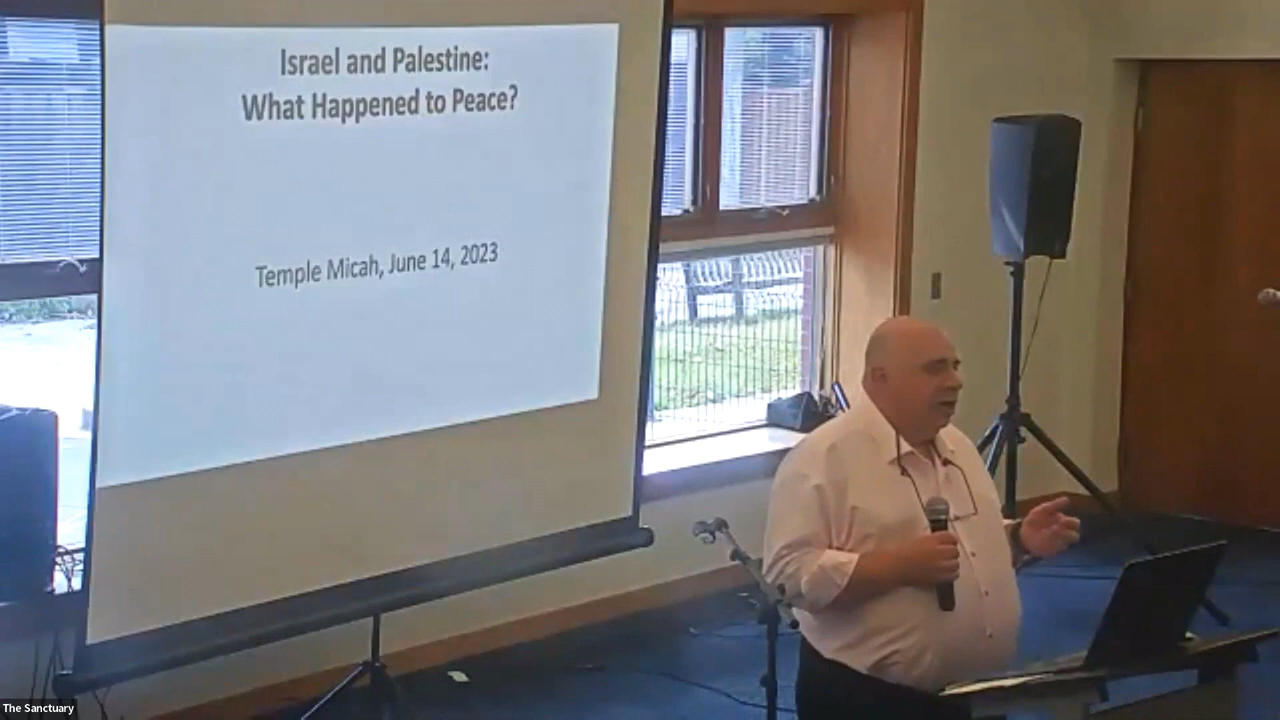 Israel and Palestine:
What Happened to Peace?
Temple Micah, June 14, 2023
The Sanctuary